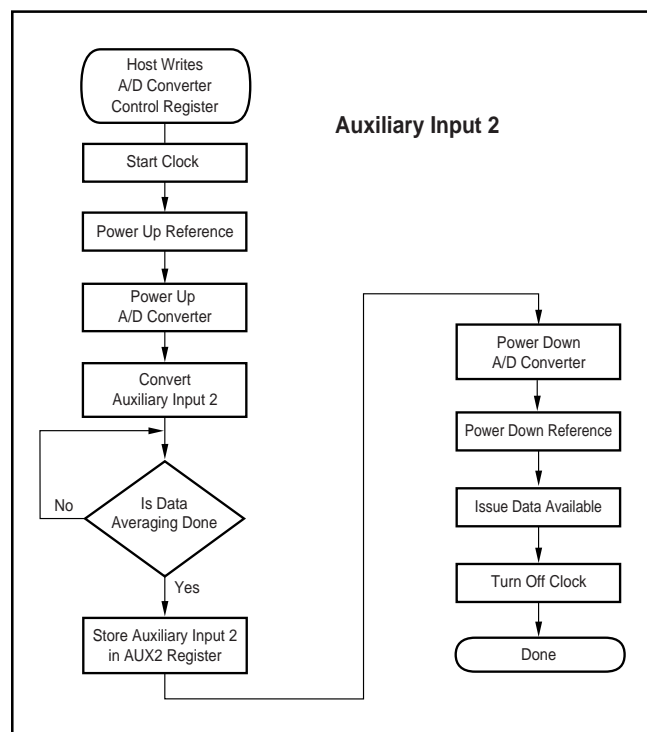 Host Writes
A/D Converter
Control Register
Auxiliary Input 2
Start Clock
Power Up Reference
Power Up
A/D Converter
Convert
Auxiliary Input 2
No
Is Data
Averaging Done
Yes
Store Auxiliary Input 2
in AUX2 Register
Power Down
A/D Converter
Power Down Reference
Issue Data Available
Turn Off Clock
Done